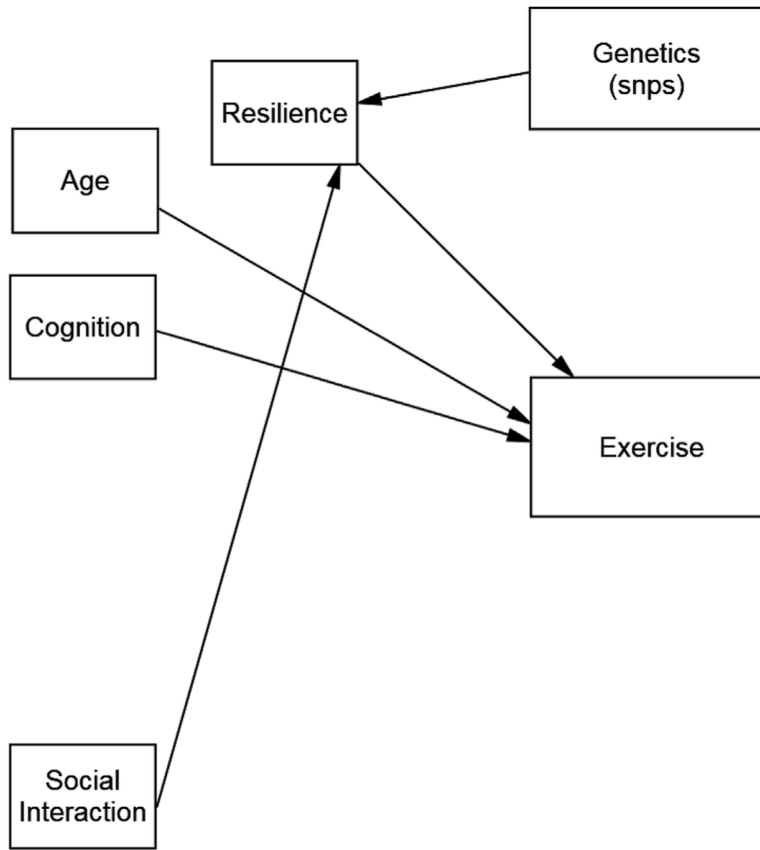 Genetics
(snps)
Resilience
Age
Cognition
Exercise
Social
Interaction